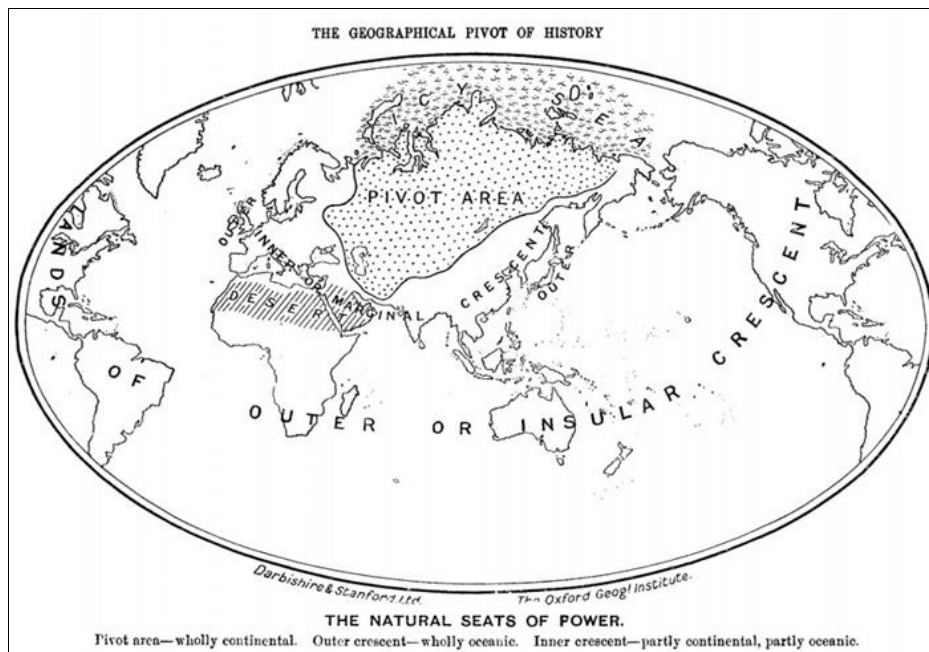 THE GEOGRAPHICAL PIVOT OF HISTORY
ICY SEA
PIVOT AREA
OUTER
INNER OR MARGINAL
CRESCENT
OUTER
DESERT
LANDS
OF
OUTER OR INSULAR CRESCENT
Darbishire & Stanford, Ltd.
The Oxford Geogl Institute.
THE NATURAL SEATS OF POWER.
Pivot area—wholly continental. Outer crescent—wholly oceanic. Inner crescent—partly continental, partly oceanic.